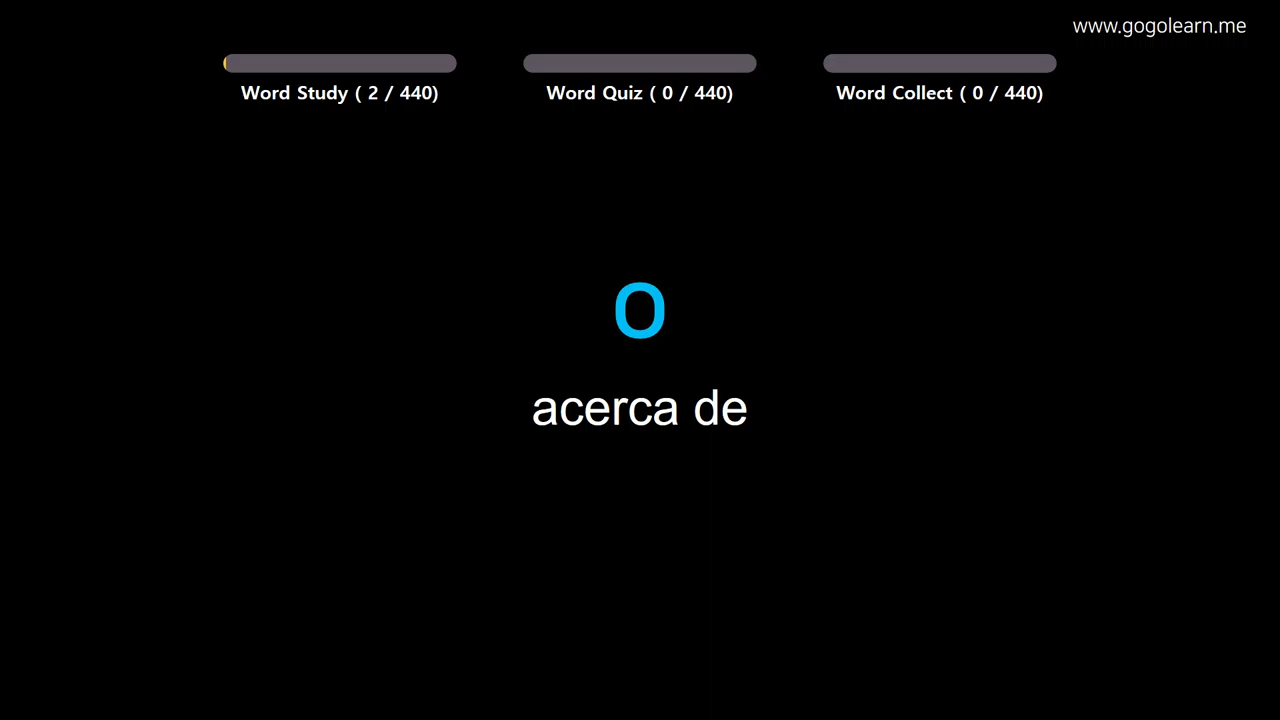 www.gogolearn.me
Word Study ( 2 / 440)
Word Quiz ( 0 / 440)
Word Collect ( 0 / 440)
o
acerca de